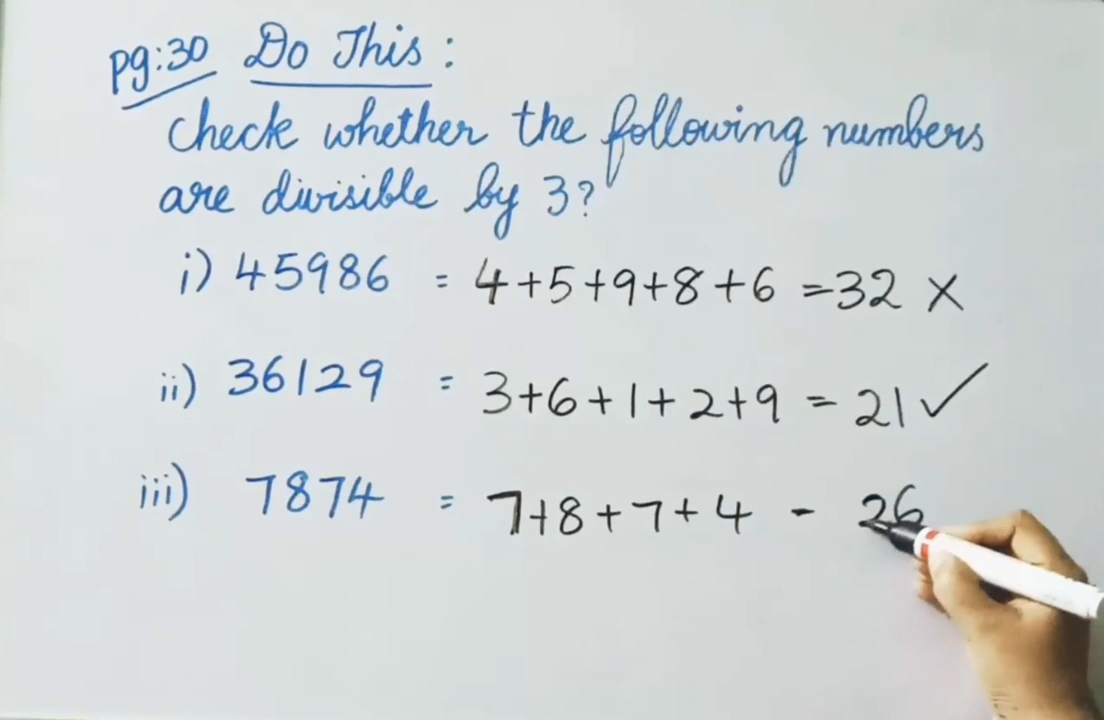 pg:30 Do This :
check whether the following numbers
are divisible by 3?
i) 45986 = 4+5+9+8+6 =32 ×
ii) 36129 = 3+6+1+2+9 = 21 ✓
iii) 7874 = 7+8+7+4 - 26